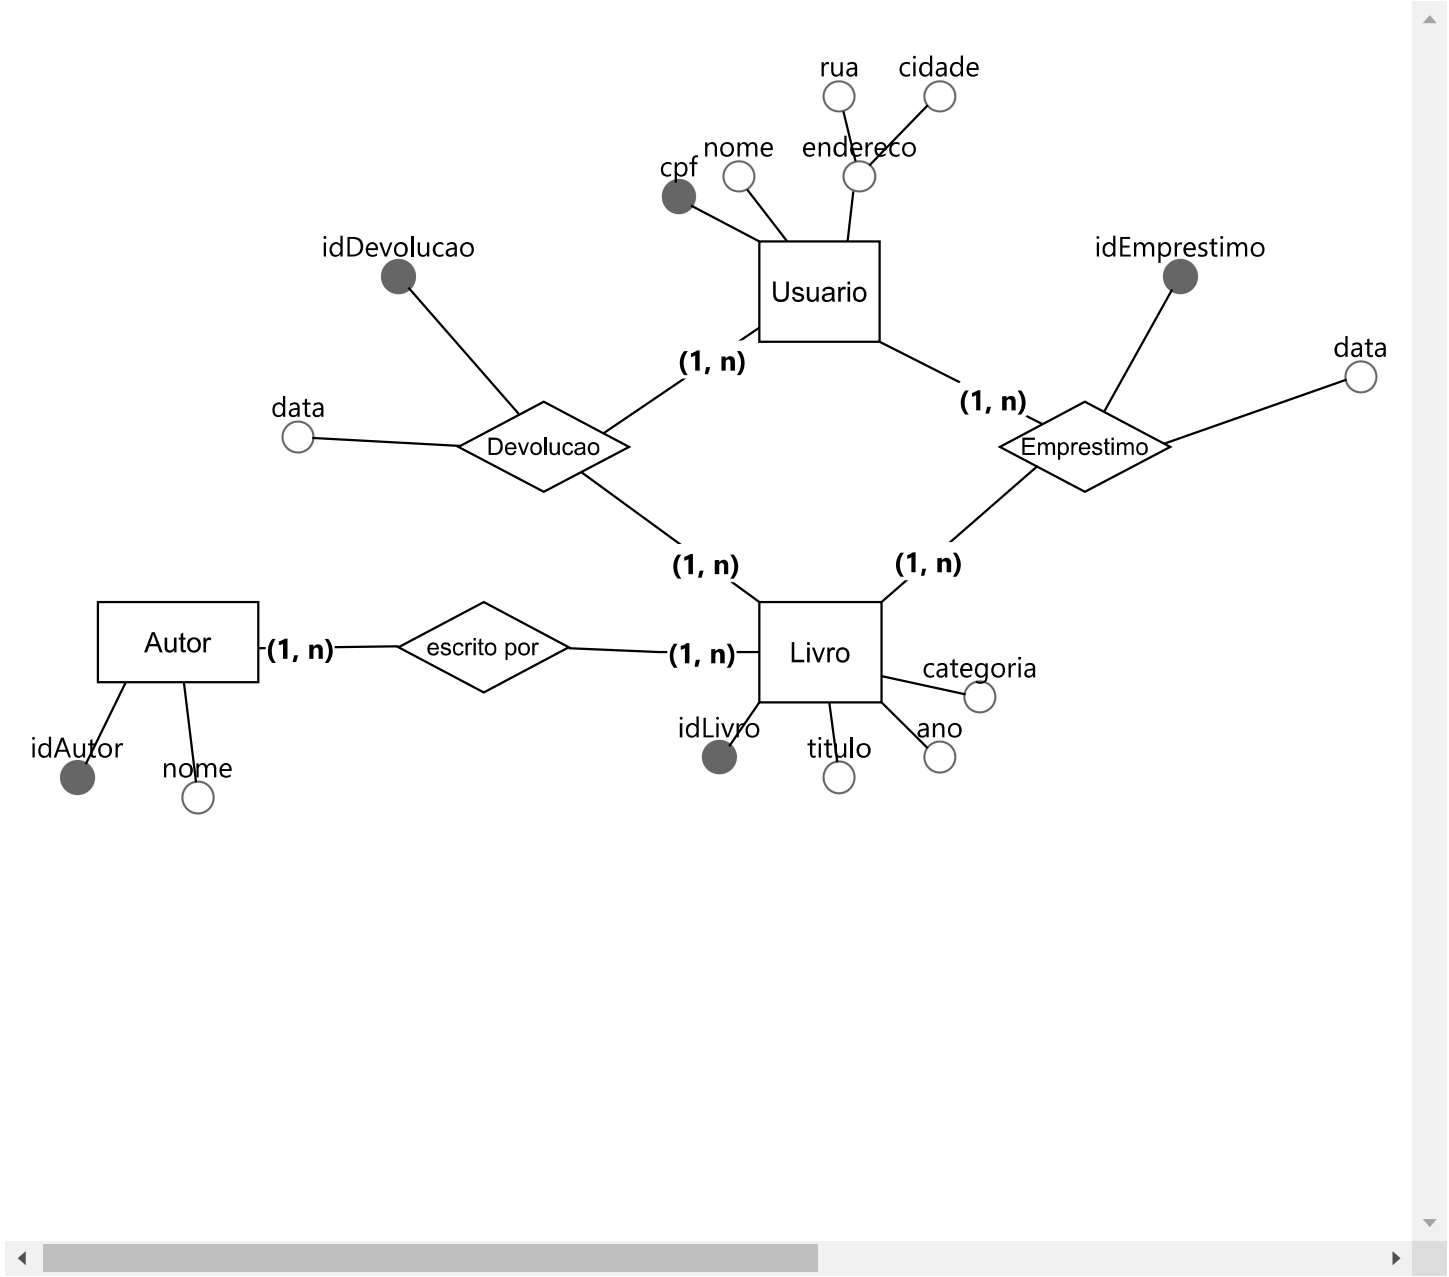 rua
cidade
nome
endereco
cpf
idDevolucao
idEmprestimo
Usuario
(1, n)
data
(1, n)
data
Devolucao
Emprestimo
(1, n)
(1, n)
Autor
(1, n)
escrito por
(1, n)
Livro
categoria
idLivro
titulo
ano
idAutor
nome